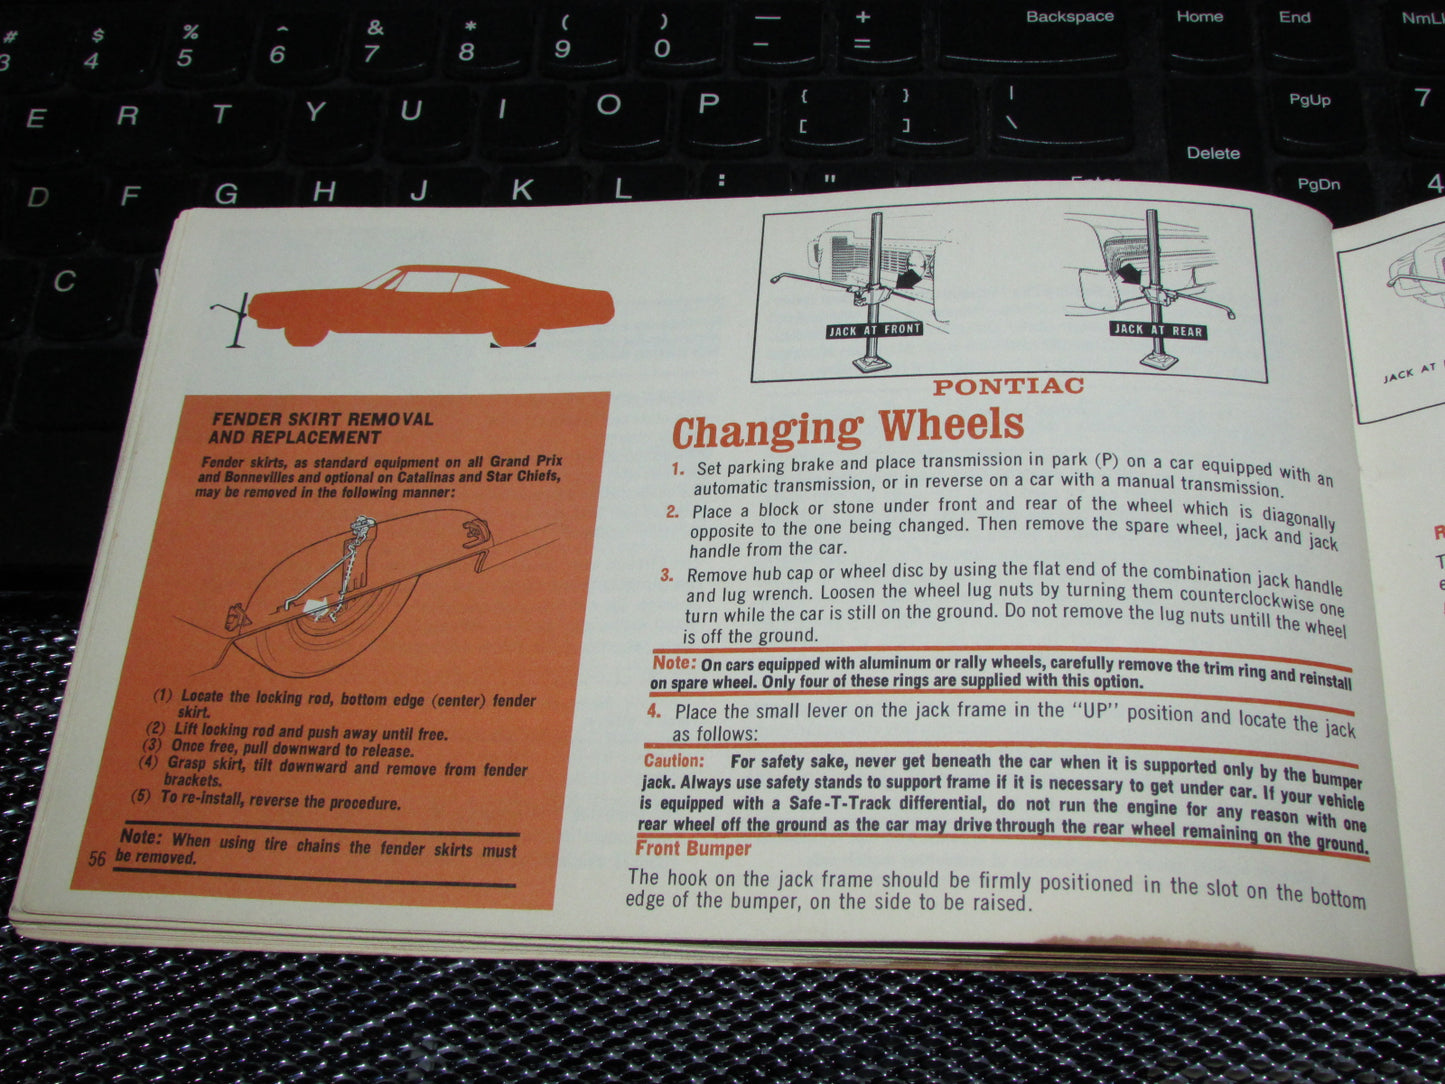 #
3
$
4
%
5
^
6
&
7
*
8
(
9
)
0
—
–
+
=
Backspace
Home
End
E
R
T
Y
U
I
O
P
{
[
}
]
|
\
Delete
PgUp
7
D
F
G
H
J
K
L
:
"
PgDn
4
C
FENDER SKIRT REMOVAL
AND REPLACEMENT
Fender skirts, as standard equipment on all Grand Prix
and Bonnevilles and optional on Catalinas and Star Chiefs,
may be removed in the following manner:
(1) Locate the locking rod, bottom edge (center) fender
skirt.
(2) Lift locking rod and push away until free.
(3) Once free, pull downward to release.
(4) Grasp skirt, tilt downward and remove from fender
brackets.
(5) To re-install, reverse the procedure.
Note: When using tire chains the fender skirts must
be removed.
56
JACK AT FRONT
JACK AT REAR
PONTIAC
Changing Wheels
1. Set parking brake and place transmission in park (P) on a car equipped with an
automatic transmission, or in reverse on a car with a manual transmission.
2. Place a block or stone under front and rear of the wheel which is diagonally
opposite to the one being changed. Then remove the spare wheel, jack and jack
handle from the car.
3. Remove hub cap or wheel disc by using the flat end of the combination jack handle
and lug wrench. Loosen the wheel lug nuts by turning them counterclockwise one
turn while the car is still on the ground. Do not remove the lug nuts untill the wheel
is off the ground.
Note: On cars equipped with aluminum or rally wheels, carefully remove the trim ring and reinstall
on spare wheel. Only four of these rings are supplied with this option.
4. Place the small lever on the jack frame in the "UP" position and locate the jack
as follows:
Caution: For safety sake, never get beneath the car when it is supported only by the bumper
jack. Always use safety stands to support frame if it is necessary to get under car. If your vehicle
is equipped with a Safe-T-Track differential, do not run the engine for any reason with one
rear wheel off the ground as the car may drive through the rear wheel remaining on the ground.
Front Bumper
The hook on the jack frame should be firmly positioned in the slot on the bottom
edge of the bumper, on the side to be raised.
JACK AT